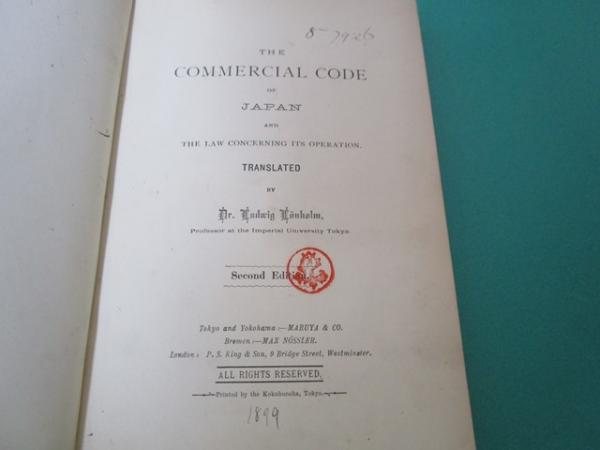 THE
COMMERCIAL CODE
OF
JAPAN
AND
THE LAW CONCERNING ITS OPERATION.
TRANSLATED
BY
Dr. Ludwig Lönholm,
Professor at the Imperial University Tokyo.
Second Edition.
Tokyo and Yokohama:—MARUYA & CO.
Bremen:—MAX NÖSSLER.
London: P. S. King & Son, 9 Bridge Street, Westminster.
ALL RIGHTS RESERVED.
Printed by the Kokubunsha, Tokyo.
1899